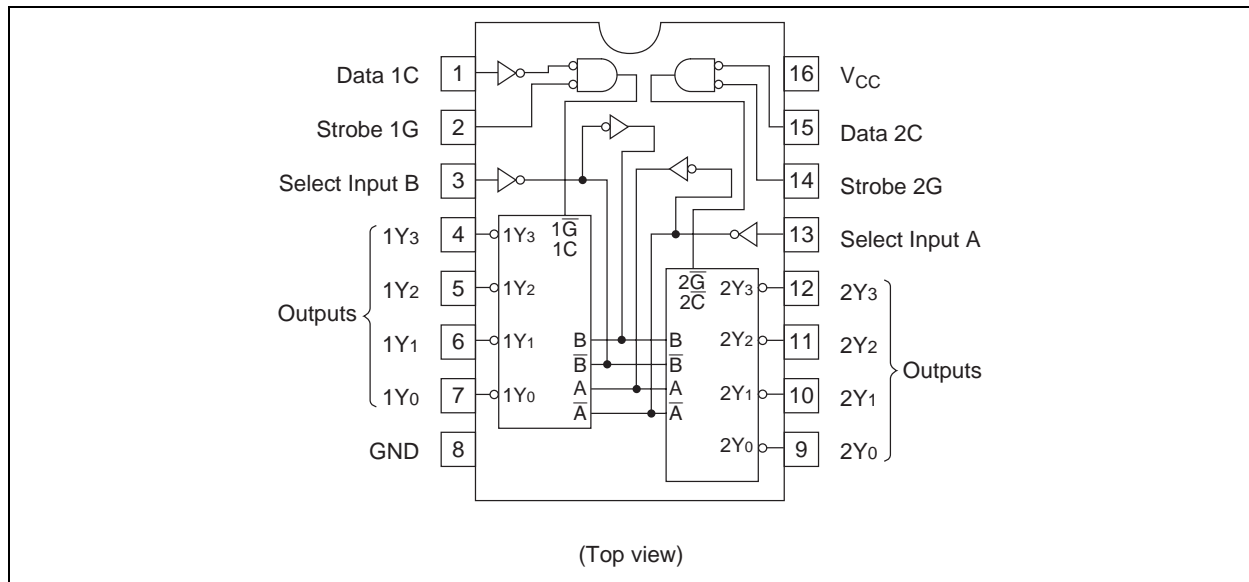 Data 1C 1 16 VCC
Strobe 1G 2 15 Data 2C
Select Input B 3 14 Strobe 2G
1Y3 4 1Y3 1G̅ 13 Select Input A
1C
1Y2 5 1Y2 2G̅ 2Y3 12 2Y3
2C̅
Outputs
1Y1 6 1Y1 B B 2Y2 11 2Y2
B̅ B̅ Outputs
1Y0 7 1Y0 A A 2Y1 10 2Y1
A̅ A̅
GND 8 2Y0 9 2Y0
(Top view)